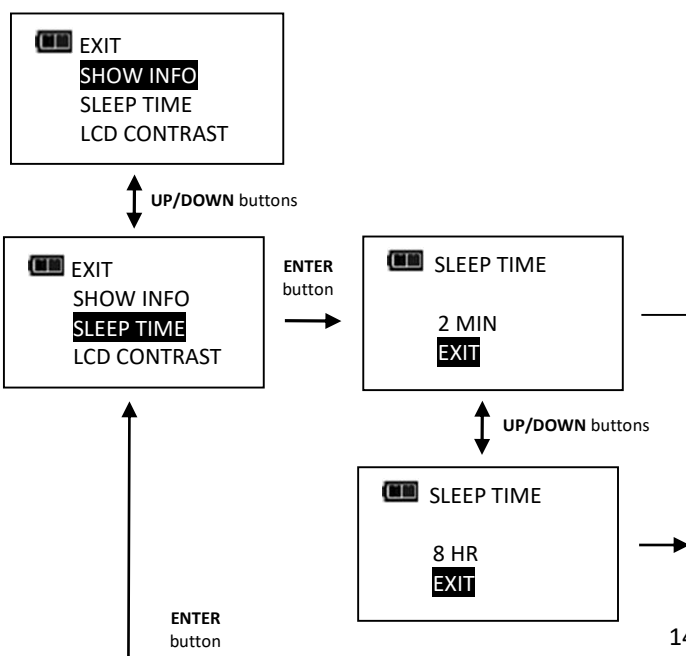 EXIT
SHOW INFO
SLEEP TIME
LCD CONTRAST
UP/DOWN buttons
EXIT
SHOW INFO
SLEEP TIME
LCD CONTRAST
ENTER
button
SLEEP TIME
2 MIN
EXIT
UP/DOWN buttons
SLEEP TIME
8 HR
EXIT
ENTER
button
14